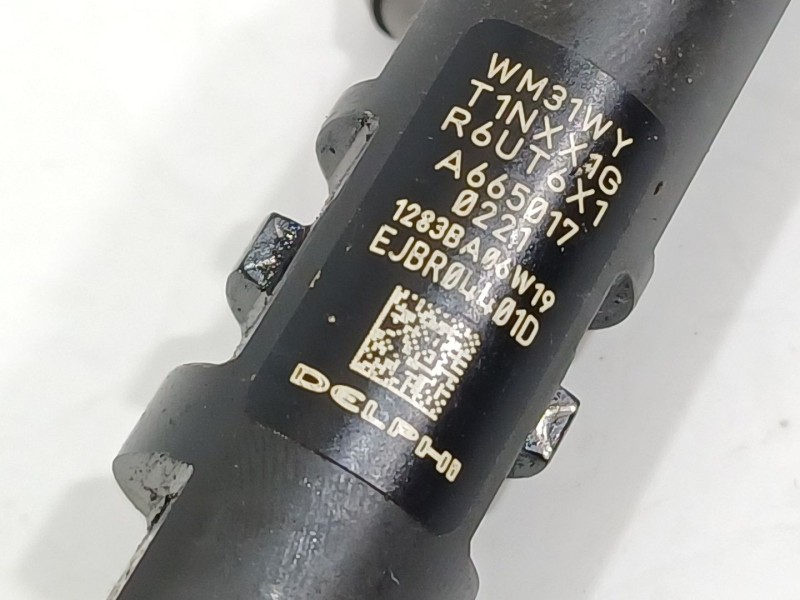 WM31WY
T1NXX1G
R6UT6X1
A665017
0221
1283BA06W19
EJBR04401D
DELPHI